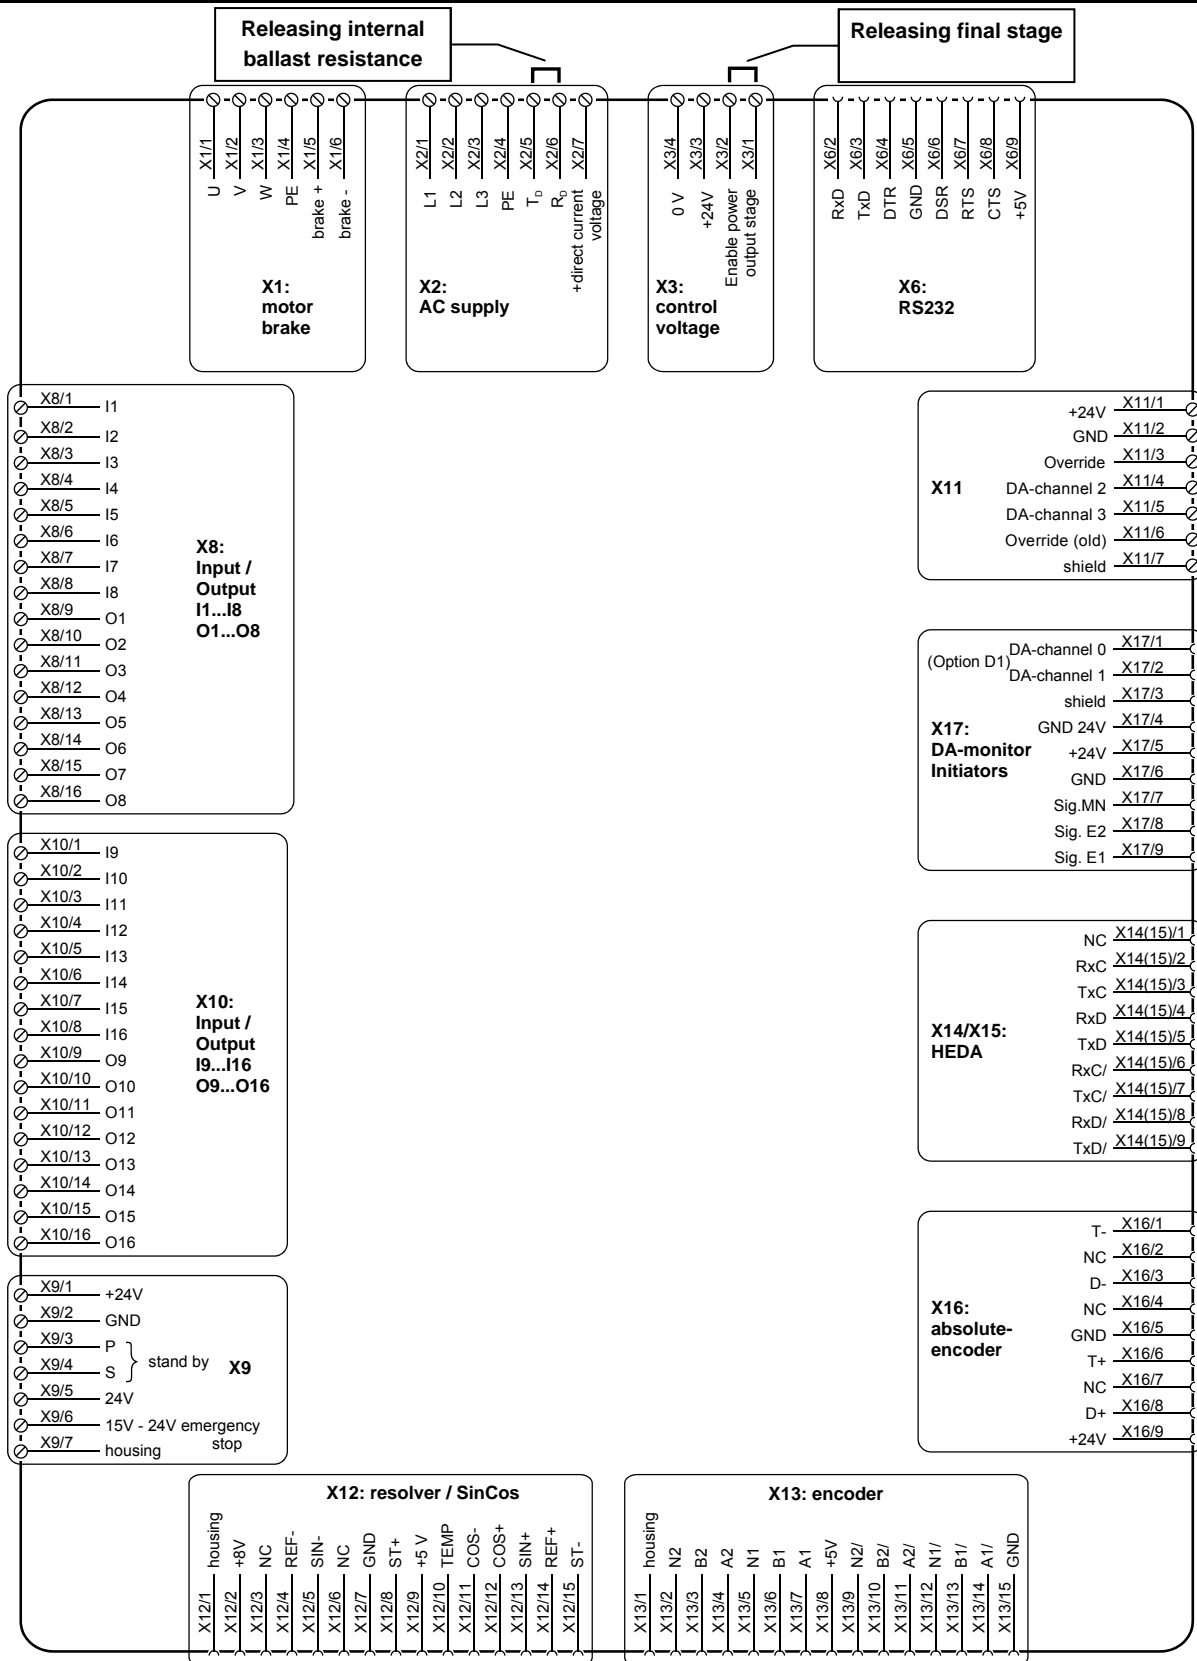 Releasing internal
ballast resistance
Releasing final stage
X1/1
X1/2
X1/3
X1/4
X1/5
X1/6
U
V
W
PE
brake +
brake -
X1:
motor
brake
X2/1
X2/2
X2/3
X2/4
X2/5
X2/6
X2/7
L1
L2
L3
PE
TD
RD
+direct current
voltage
X2:
AC supply
X3/4
X3/3
X3/2
X3/1
0 V
+24V
Enable power
output stage
X3:
control
voltage
X6/2
X6/3
X6/4
X6/5
X6/6
X6/7
X6/8
X6/9
RxD
TxD
DTR
GND
DSR
RTS
CTS
+5V
X6:
RS232
X8/1 I1
X8/2 I2
X8/3 I3
X8/4 I4
X8/5 I5
X8/6 I6
X8/7 I7
X8/8 I8
X8/9 O1
X8/10 O2
X8/11 O3
X8/12 O4
X8/13 O5
X8/14 O6
X8/15 O7
X8/16 O8
X8:
Input /
Output
I1...I8
O1...O8
+24V X11/1
GND X11/2
Override X11/3
DA-channel 2 X11/4
DA-channal 3 X11/5
Override (old) X11/6
shield X11/7
X11
(Option D1)
DA-channel 0 X17/1
DA-channel 1 X17/2
shield X17/3
GND 24V X17/4
+24V X17/5
GND X17/6
Sig.MN X17/7
Sig. E2 X17/8
Sig. E1 X17/9
X17:
DA-monitor
Initiators
X10/1 I9
X10/2 I10
X10/3 I11
X10/4 I12
X10/5 I13
X10/6 I14
X10/7 I15
X10/8 I16
X10/9 O9
X10/10 O10
X10/11 O11
X10/12 O12
X10/13 O13
X10/14 O14
X10/15 O15
X10/16 O16
X10:
Input /
Output
I9...I16
O9...O16
NC X14(15)/1
RxC X14(15)/2
TxC X14(15)/3
RxD X14(15)/4
TxD X14(15)/5
RxC/ X14(15)/6
TxC/ X14(15)/7
RxD/ X14(15)/8
TxD/ X14(15)/9
X14/X15:
HEDA
T- X16/1
NC X16/2
D- X16/3
NC X16/4
GND X16/5
T+ X16/6
NC X16/7
D+ X16/8
+24V X16/9
X16:
absolute-
encoder
X9/1 +24V
X9/2 GND
X9/3 P
X9/4 S
stand by
X9
X9/5 24V
X9/6 15V - 24V emergency
stop
X9/7 housing
X12: resolver / SinCos
housing
+8V
NC
REF-
SIN-
NC
GND
ST+
+5 V
TEMP
COS-
COS+
SIN+
REF+
ST-
X12/1
X12/2
X12/3
X12/4
X12/5
X12/6
X12/7
X12/8
X12/9
X12/10
X12/11
X12/12
X12/13
X12/14
X12/15
X13: encoder
housing
N2
B2
A2
N1
B1
A1
+5V
N2/
B2/
A2/
N1/
B1/
A1/
GND
X13/1
X13/2
X13/3
X13/4
X13/5
X13/6
X13/7
X13/8
X13/9
X13/10
X13/11
X13/12
X13/13
X13/14
X13/15